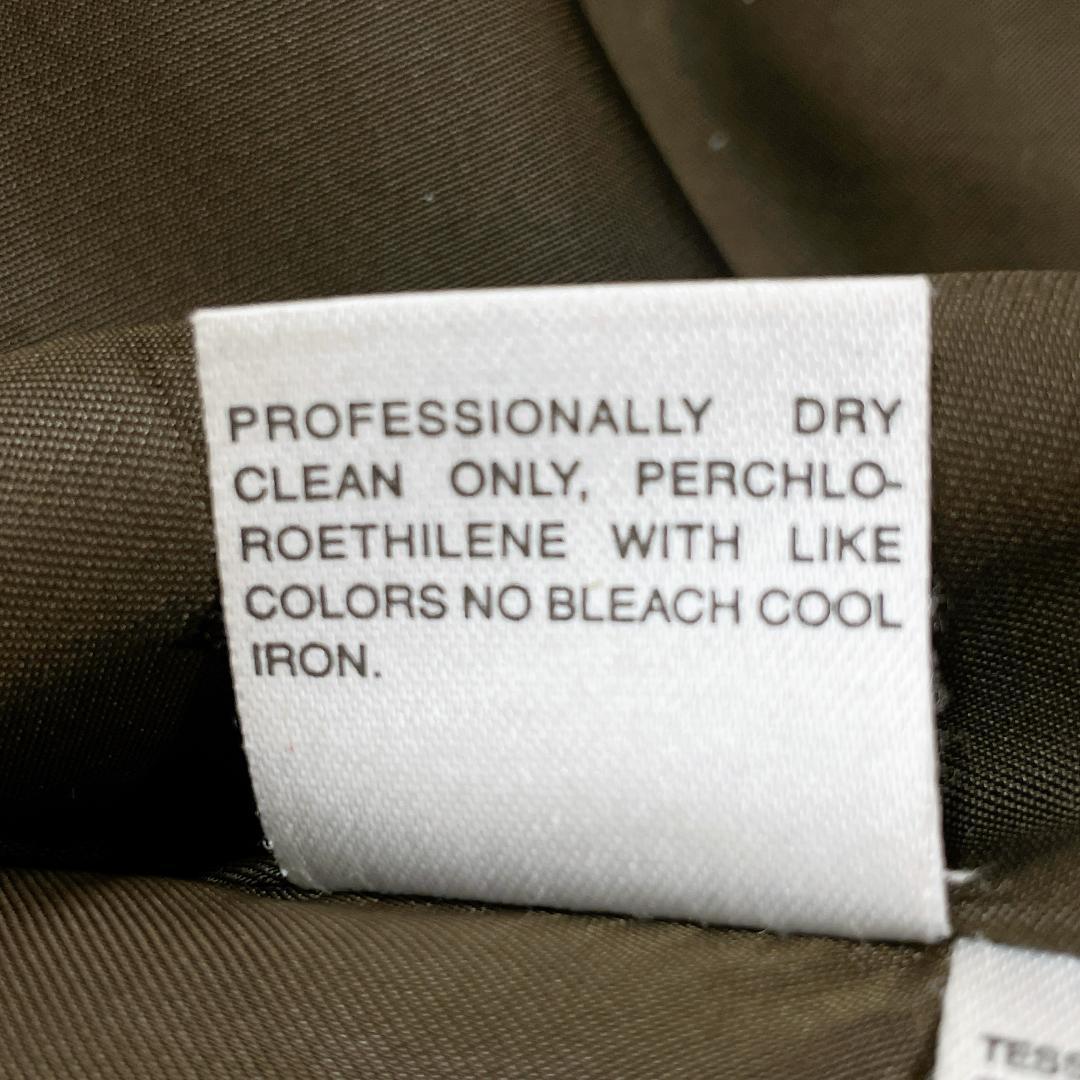 PROFESSIONALLY DRY
CLEAN ONLY, PERCHLO-
ROETHILENE WITH LIKE
COLORS NO BLEACH COOL
IRON.